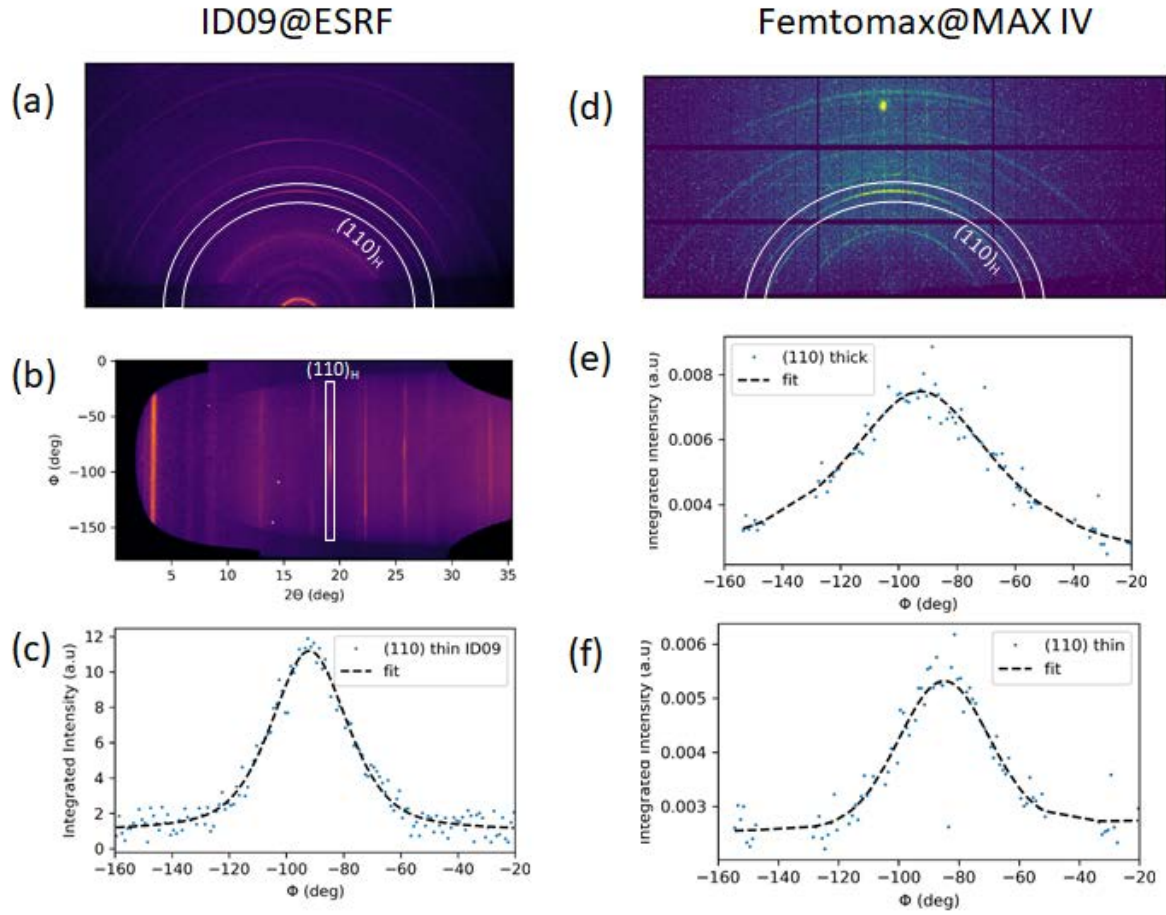 ID09@ESRF
Femtomax@MAX IV
(a)
(110)H
(d)
(110)H
(b)
(110)H
0
−50
−100
−150
Φ (deg)
5 10 15 20 25 30 35
2Θ (deg)
(e)
(110) thick
fit
0.008
0.006
0.004
Integrated Intensity (a.u)
−160 −140 −120 −100 −80 −60 −40 −20
Φ (deg)
(c)
(110) thin ID09
fit
12
10
8
6
4
2
0
Integrated Intensity (a.u)
−160 −140 −120 −100 −80 −60 −40 −20
Φ (deg)
(f)
(110) thin
fit
0.006
0.005
0.004
0.003
Integrated Intensity (a.u)
−160 −140 −120 −100 −80 −60 −40 −20
Φ (deg)